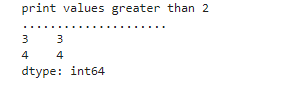 print values greater than 2
......................
3    3
4    4
dtype: int64